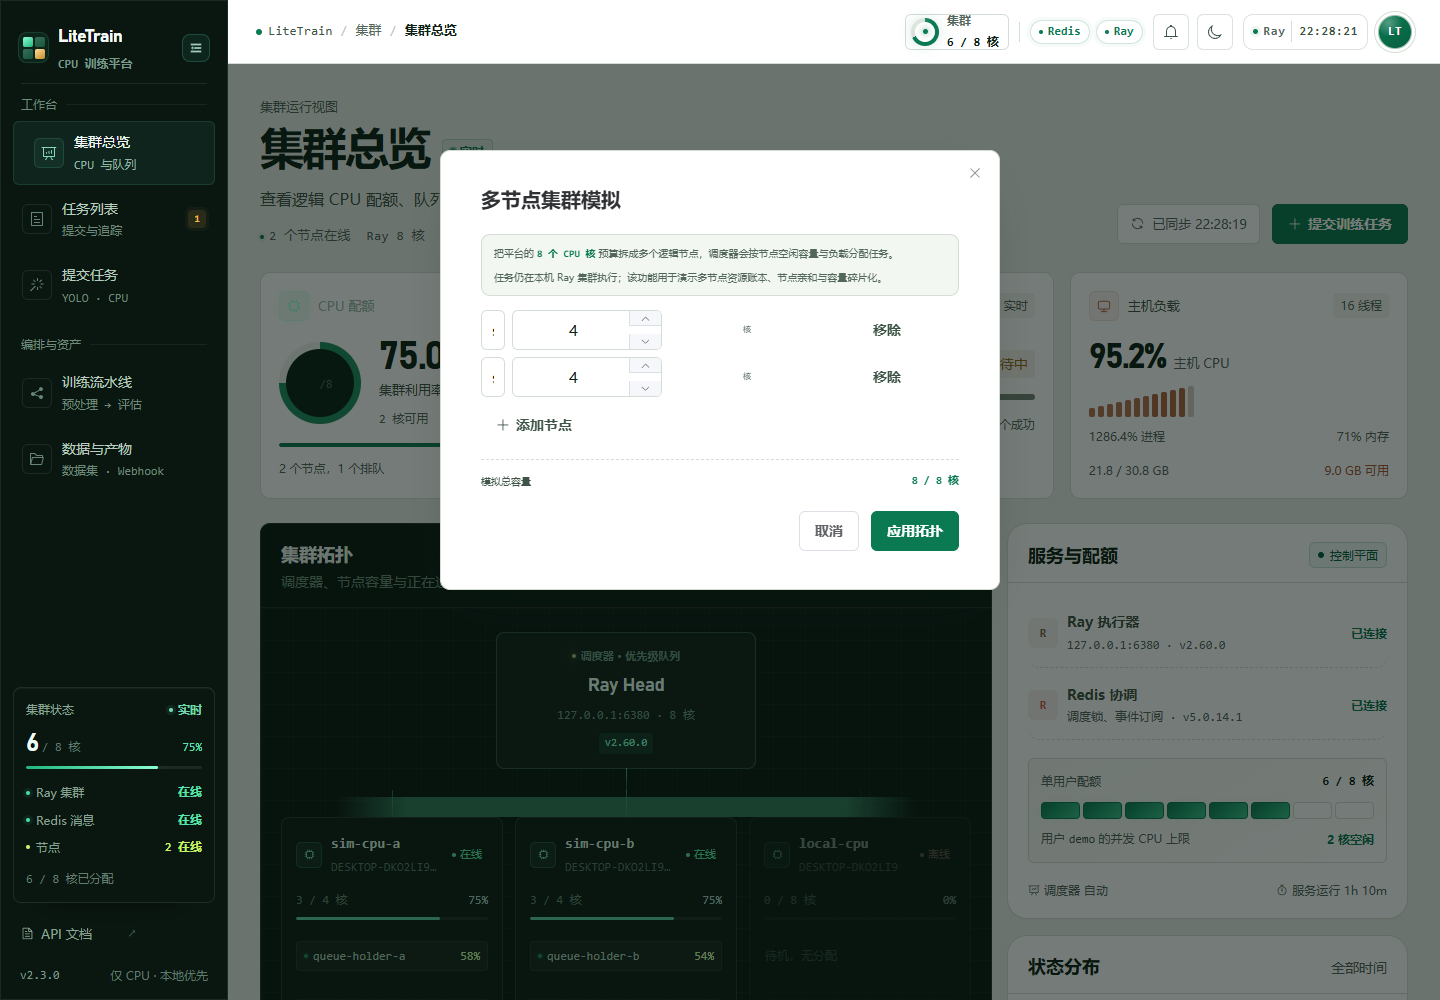 LiteTrain
CPU 训练平台
工作台
集群总览
CPU 与队列
任务列表
提交与追踪
1
提交任务
YOLO · CPU
编排与资产
训练流水线
预处理 → 评估
数据与产物
数据集 · Webhook
集群状态
实时
6 / 8 核
75%
Ray 集群
在线
Redis 消息
在线
节点
2 在线
6 / 8 核已分配
API 文档
v2.3.0
仅 CPU · 本地优先
LiteTrain / 集群 / 集群总览
集群
6 / 8 核
Redis
Ray
Ray
22:28:21
LT
集群运行视图
集群总览
查看逻辑 CPU 配额、队列
2 个节点在线
Ray 8 核
已同步 22:28:19
提交训练任务
CPU 配额
/8
75.0
集群利用率
2 核可用
2 个节点，1 个排队
实时
待中
个成功
主机负载
16 线程
95.2% 主机 CPU
1286.4% 进程
71% 内存
21.8 / 30.8 GB
9.0 GB 可用
多节点集群模拟
把平台的 8 个 CPU 核 预算拆成多个逻辑节点，调度器会按节点空闲容量与负载分配任务。
任务仍在本机 Ray 集群执行；该功能用于演示多节点资源账本、节点亲和与容量碎片化。
4
核
移除
4
核
移除
添加节点
模拟总容量
8 / 8 核
取消
应用拓扑
集群拓扑
调度器、节点容量与正在运
调度器 • 优先级队列
Ray Head
127.0.0.1:6380 · 8 核
v2.60.0
sim-cpu-a
DESKTOP-DKO2LI9…
在线
3 / 4 核
75%
queue-holder-a
58%
sim-cpu-b
DESKTOP-DKO2LI9…
在线
3 / 4 核
75%
queue-holder-b
54%
local-cpu
DESKTOP-DKO2LI9
离线
0 / 8 核
0%
待机，无分配
服务与配额
控制平面
R
Ray 执行器
127.0.0.1:6380 · v2.60.0
已连接
R
Redis 协调
调度锁、事件订阅 · v5.0.14.1
已连接
单用户配额
6 / 8 核
用户 demo 的并发 CPU 上限
2 核空闲
调度器 自动
服务运行 1h 10m
状态分布
全部时间